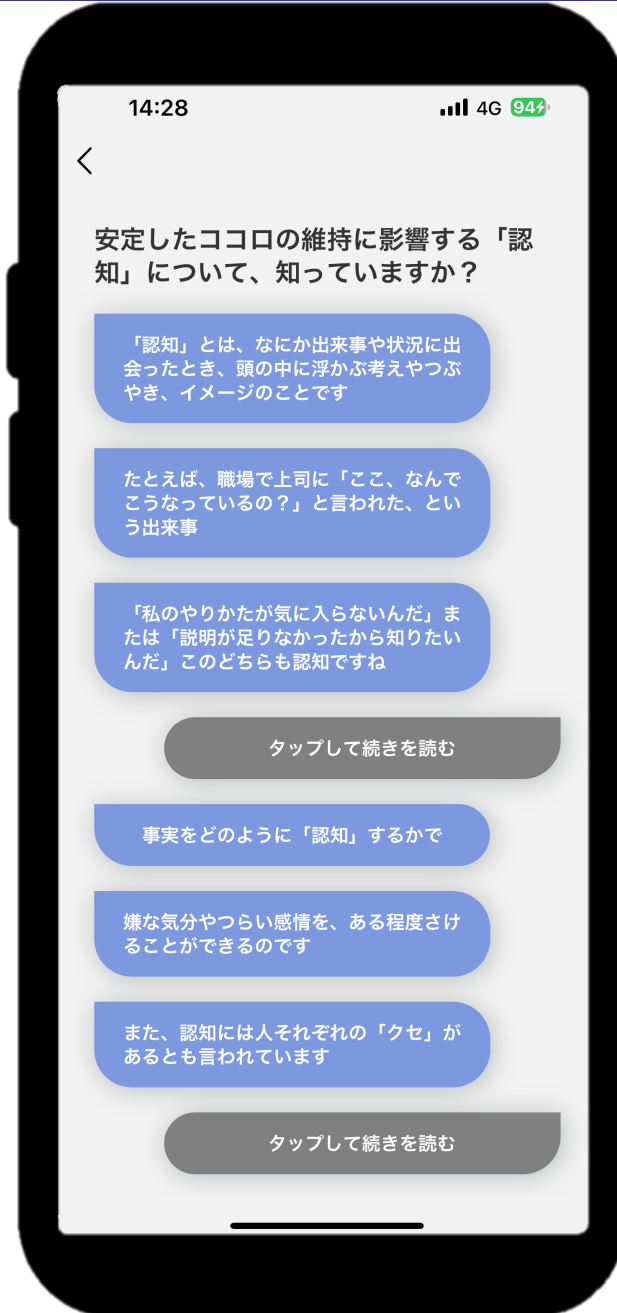 14:28
4G 94
安定したココロの維持に影響する「認
知」について、知っていますか？
「認知」とは、なにか出来事や状況に出
会ったとき、頭の中に浮かぶ考えやつぶ
やき、イメージのことです
たとえば、職場で上司に「ここ、なんで
こうなっているの？」と言われた、とい
う出来事
「私のやりかたが気に入らないんだ」ま
たは「説明が足りなかったから知りたい
んだ」このどちらも認知ですね
タップして続きを読む
事実をどのように「認知」するかで
嫌な気分やつらい感情を、ある程度さけ
ることができるのです
また、認知には人それぞれの「クセ」が
あるとも言われています
タップして続きを読む